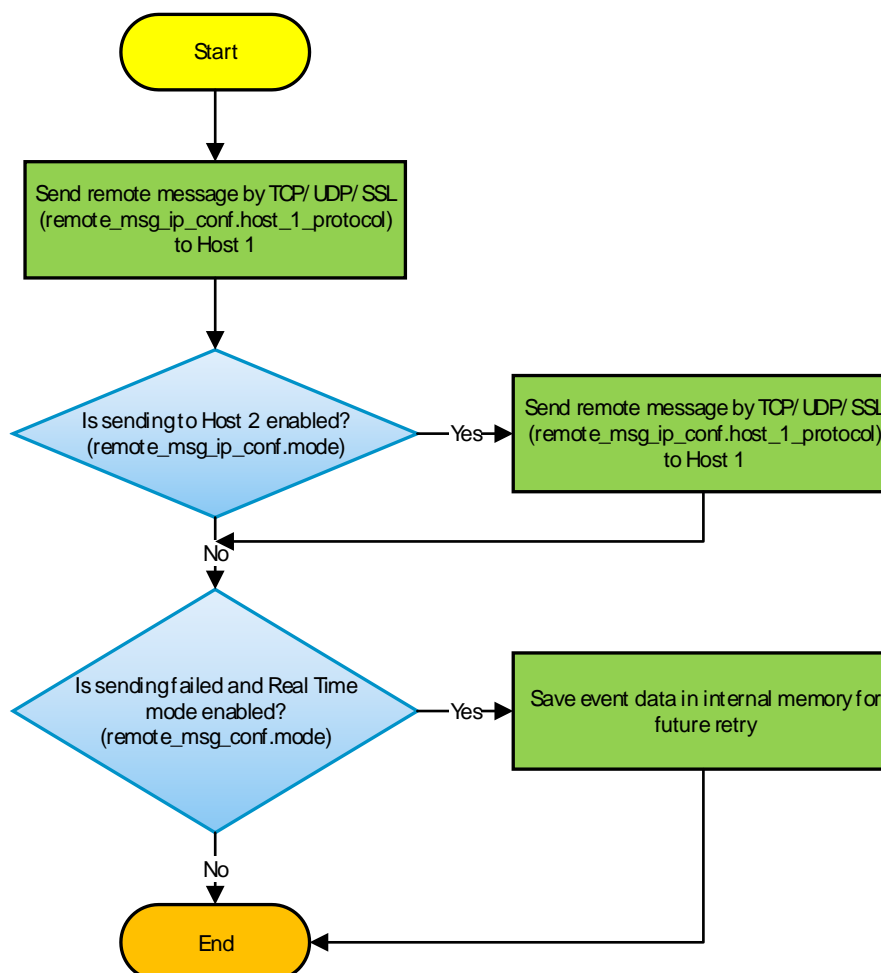 Start
Send remote message by TCP/ UDP/ SSL
(remote_msg_ip_conf.host_1_protocol)
to Host 1
Is sending to Host 2 enabled?
(remote_msg_ip_conf.mode)
Yes
Send remote message by TCP/ UDP/ SSL
(remote_msg_ip_conf.host_1_protocol)
to Host 1
No
Is sending failed and Real Time
mode enabled?
(remote_msg_conf.mode)
Yes
Save event data in internal memory for
future retry
No
End